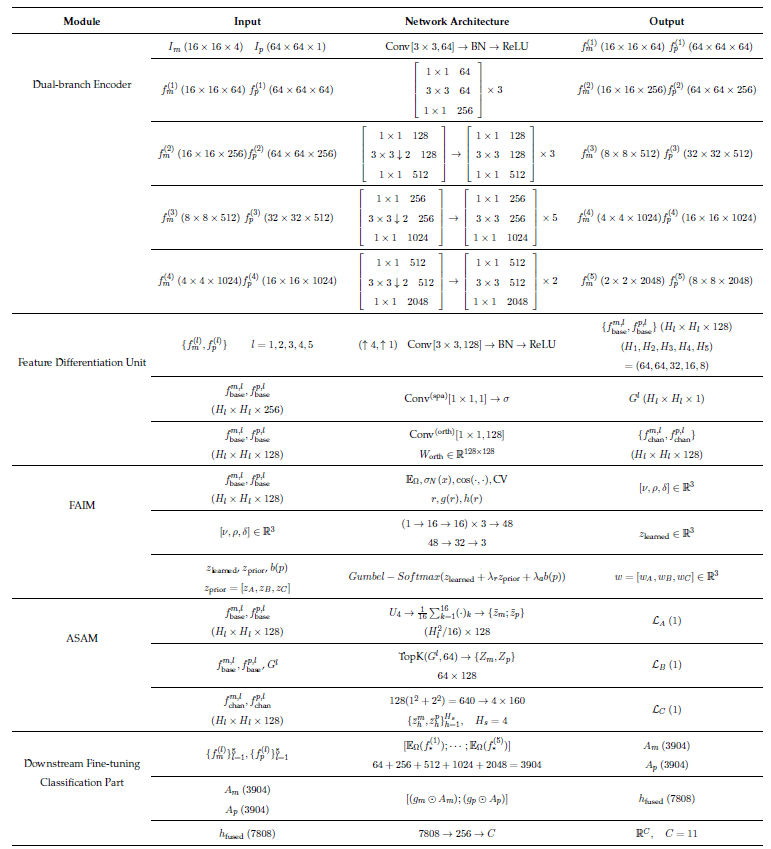 Module Input Network Architecture Output
Dual-branch Encoder
I_m (16 × 16 × 4) I_p (64 × 64 × 1) Conv[3 × 3, 64] → BN → ReLU f_m^(1) (16 × 16 × 64) f_p^(1) (64 × 64 × 64)
f_m^(1) (16 × 16 × 64) f_p^(1) (64 × 64 × 64) [1 × 1 64; 3 × 3 64; 1 × 1 256] × 3 f_m^(2) (16 × 16 × 256) f_p^(2) (64 × 64 × 256)
f_m^(2) (16 × 16 × 256) f_p^(2) (64 × 64 × 256) [1 × 1 128; 3 × 3 ↓ 2 128; 1 × 1 512] → [1 × 1 128; 3 × 3 128; 1 × 1 512] × 3 f_m^(3) (8 × 8 × 512) f_p^(3) (32 × 32 × 512)
f_m^(3) (8 × 8 × 512) f_p^(3) (32 × 32 × 512) [1 × 1 256; 3 × 3 ↓ 2 256; 1 × 1 1024] → [1 × 1 256; 3 × 3 256; 1 × 1 1024] × 5 f_m^(4) (4 × 4 × 1024) f_p^(4) (16 × 16 × 1024)
f_m^(4) (4 × 4 × 1024) f_p^(4) (16 × 16 × 1024) [1 × 1 512; 3 × 3 ↓ 2 512; 1 × 1 2048] → [1 × 1 512; 3 × 3 512; 1 × 1 2048] × 2 f_m^(5) (2 × 2 × 2048) f_p^(5) (8 × 8 × 2048)
Feature Differentiation Unit
{f_m^(l), f_p^(l)} l = 1, 2, 3, 4, 5 (↑ 4, ↑ 1) Conv[3 × 3, 128] → BN → ReLU {f_base^{m,l}, f_base^{p,l}} (H_l × H_l × 128)
(H_1, H_2, H_3, H_4, H_5)
= (64, 64, 32, 16, 8)
f_base^{m,l}, f_base^{p,l}
(H_l × H_l × 256) Conv^(spa)[1 × 1, 1] → σ G^l (H_l × H_l × 1)
f_base^{m,l}, f_base^{p,l} Conv^(orth)[1 × 1, 128] {f_chan^{m,l}, f_chan^{p,l}}
(H_l × H_l × 128) W_orth ∈ ℝ^{128×128} (H_l × H_l × 128)
FAIM
f_base^{m,l}, f_base^{p,l} 𝔼_Ω, σ_N(x), cos(·, ·), CV [ν, ρ, δ] ∈ ℝ^3
(H_l × H_l × 128) r, g(r), h(r)
[ν, ρ, δ] ∈ ℝ^3 (1 → 16 → 16) × 3 → 48 z_learned ∈ ℝ^3
48 → 32 → 3
z_learned, z_prior, b(p) Gumbel − Softmax(z_learned + λ_r z_prior + λ_a b(p)) w = [w_A, w_B, w_C] ∈ ℝ^3
z_prior = [z_A, z_B, z_C]
ASAM
f_base^{m,l}, f_base^{p,l} U_4 → 1/16 ∑_{k=1}^{16} (·)_k → {z̄_m; z̄_p} ℒ_A (1)
(H_l × H_l × 128) (H_l^2/16) × 128
f_base^{m,l}, f_base^{p,l}, G^l TopK(G^l, 64) → {Z_m, Z_p} ℒ_B (1)
64 × 128
f_chan^{m,l}, f_chan^{p,l} 128(1^2 + 2^2) = 640 → 4 × 160 ℒ_C (1)
(H_l × H_l × 128) {z_h^m, z_h^p}_{h=1}^{H_s}, H_s = 4
Downstream Fine-tuning
Classification Part
{f_m^(l)}_{l=1}^5, {f_p^(l)}_{l=1}^5 [𝔼_Ω(f_⋆^(1)); ⋯ ; 𝔼_Ω(f_⋆^(5))] A_m (3904)
64 + 256 + 512 + 1024 + 2048 = 3904 A_p (3904)
A_m (3904) [(g_m ⊙ A_m); (g_p ⊙ A_p)] h_fused (7808)
A_p (3904)
h_fused (7808) 7808 → 256 → C ℝ^C, C = 11